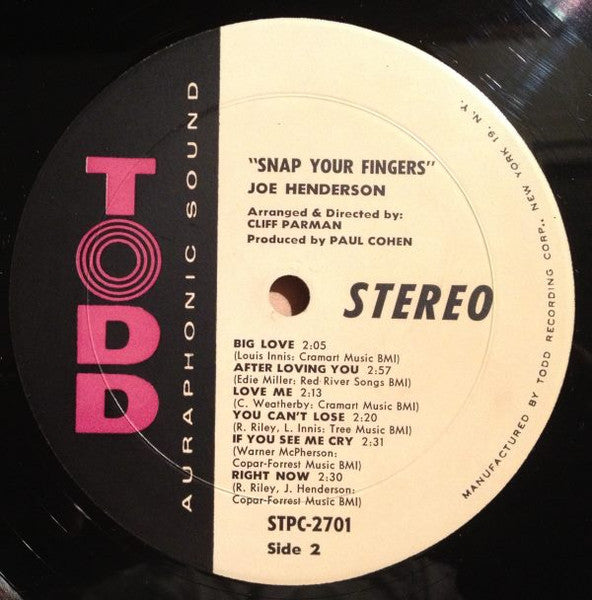 TODD
AURAPHONIC SOUND
"SNAP YOUR FINGERS"
JOE HENDERSON
Arranged & Directed by:
CLIFF PARMAN
Produced by PAUL COHEN
STEREO
BIG LOVE 2:05
(Louis Innis: Cramart Music BMI)
AFTER LOVING YOU 2:57
(Edie Miller: Red River Songs BMI)
LOVE ME 2:13
(C. Weatherby: Cramart Music BMI)
YOU CAN'T LOSE 2:20
(R. Riley, L. Innis: Tree Music BMI)
IF YOU SEE ME CRY 2:31
(Warner McPherson:
Copar-Forrest Music BMI)
RIGHT NOW 2:30
(R. Riley, J. Henderson:
Copar-Forrest Music BMI)
STPC-2701
Side 2
MANUFACTURED BY TODD RECORDING CORP., NEW YORK 19, N. Y.